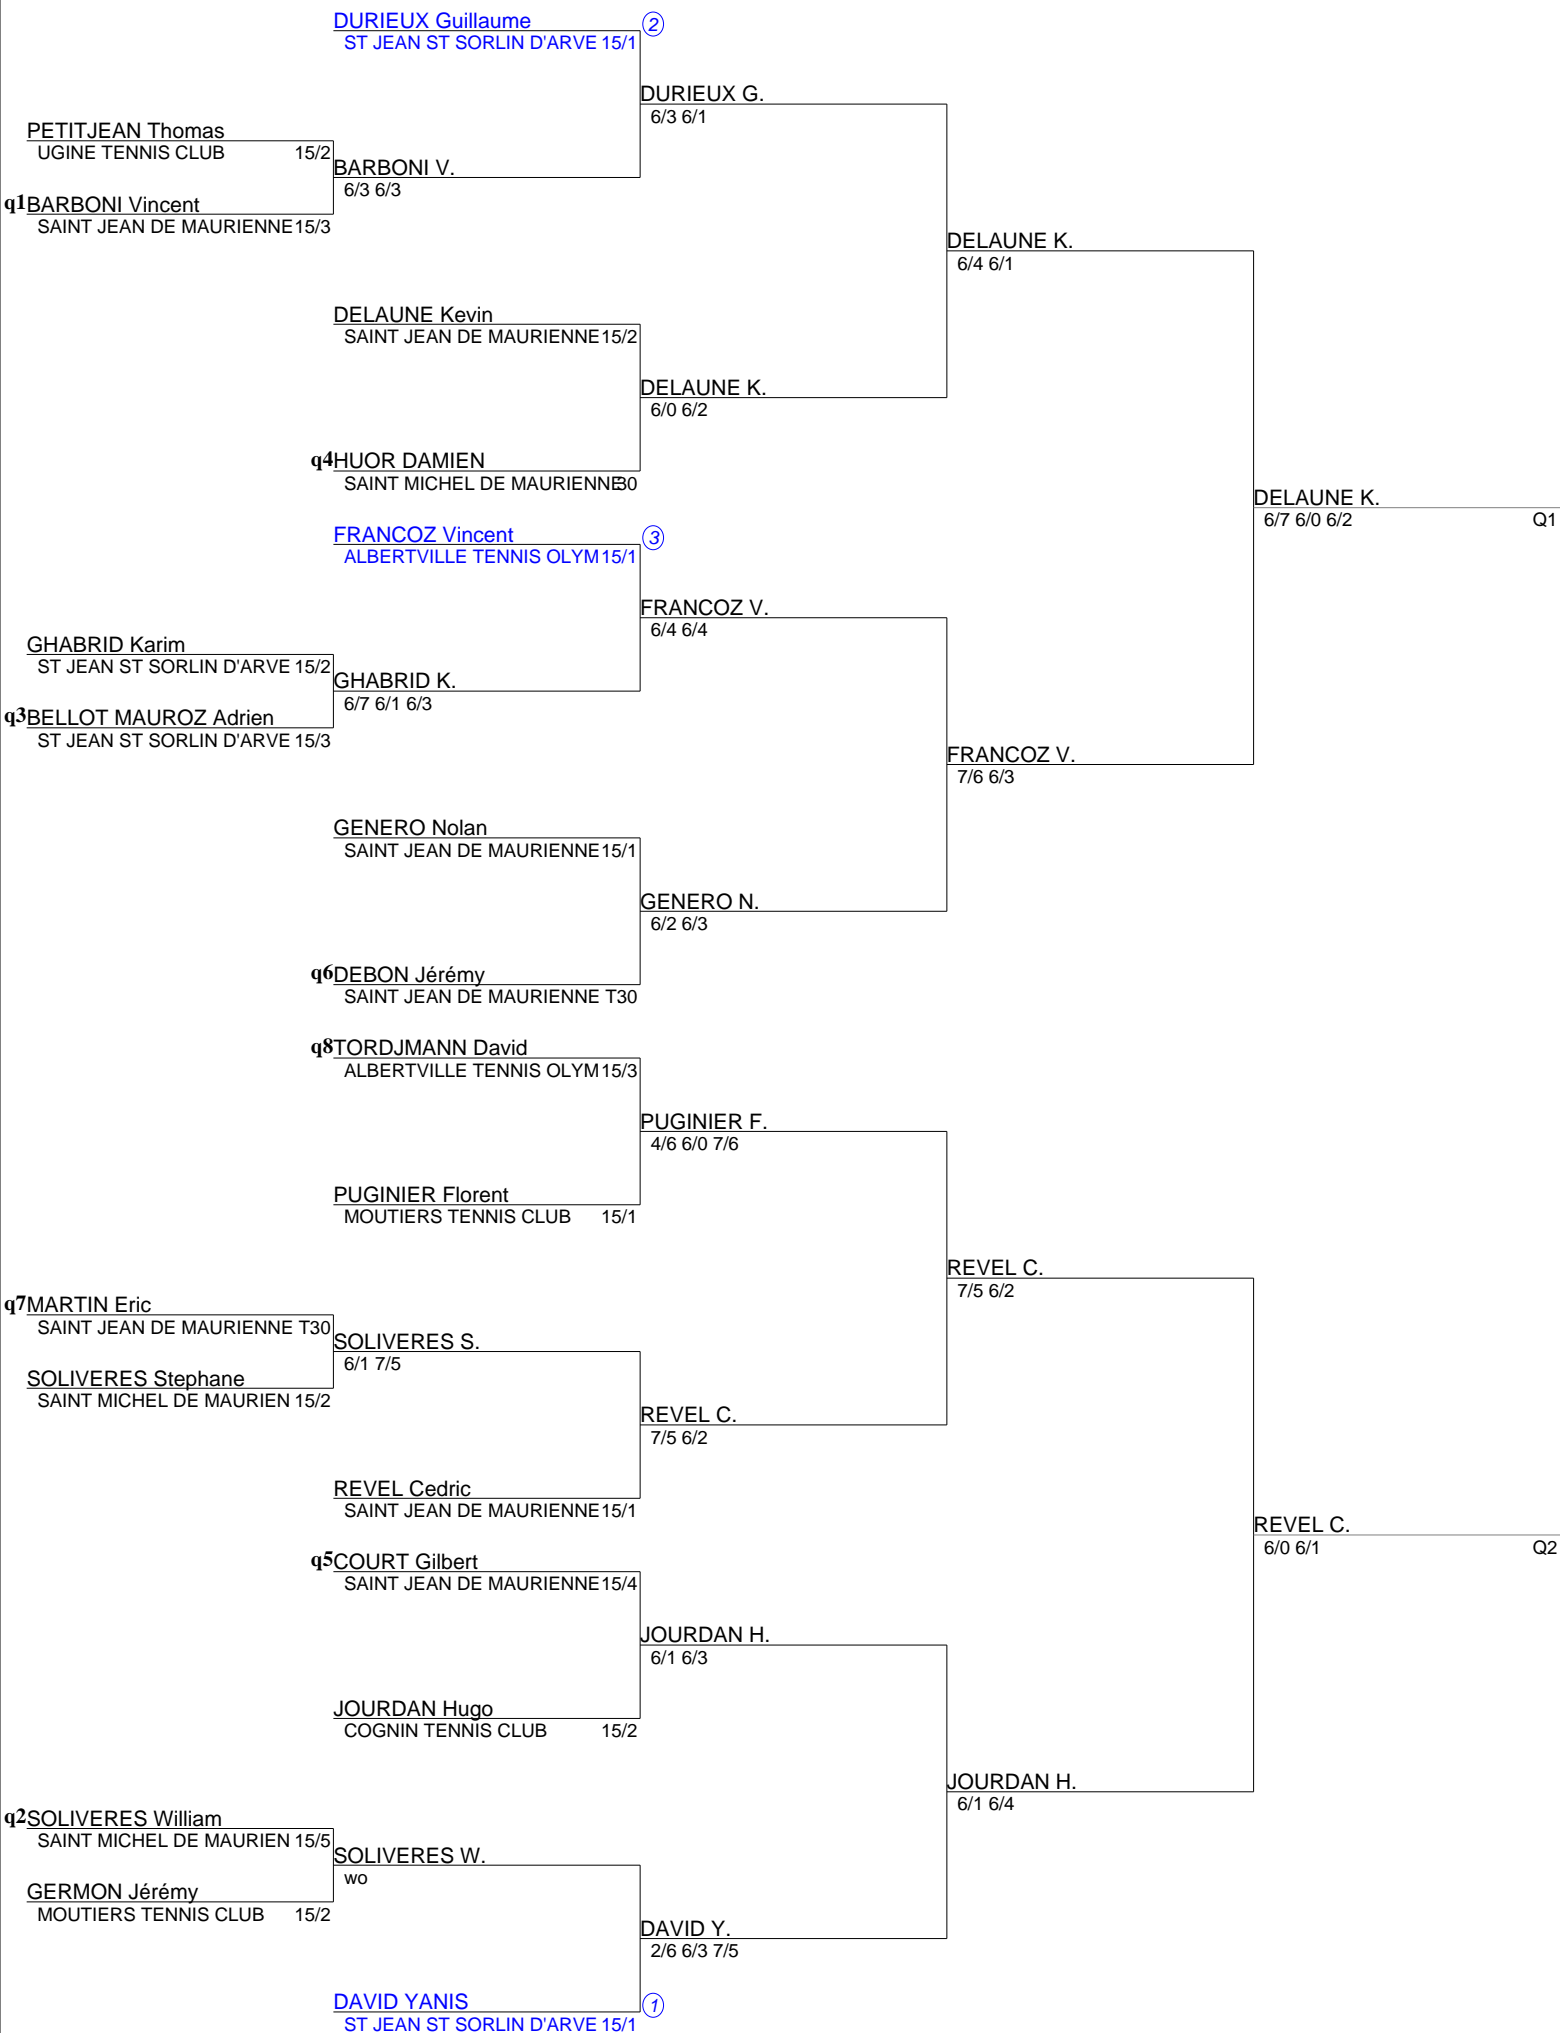 DURIEUX Guillaume 2
ST JEAN ST SORLIN D'ARVE 15/1
DURIEUX G.
6/3 6/1
PETITJEAN Thomas
UGINE TENNIS CLUB 15/2
BARBONI V.
6/3 6/3
q1 BARBONI Vincent
SAINT JEAN DE MAURIENNE 15/3
DELAUNE K.
6/4 6/1
DELAUNE Kevin
SAINT JEAN DE MAURIENNE 15/2
DELAUNE K.
6/0 6/2
q4 HUOR DAMIEN
SAINT MICHEL DE MAURIENNE 30
DELAUNE K.
6/7 6/0 6/2 Q1
FRANCOZ Vincent 3
ALBERTVILLE TENNIS OLYM 15/1
FRANCOZ V.
6/4 6/4
GHABRID Karim
ST JEAN ST SORLIN D'ARVE 15/2
GHABRID K.
6/7 6/1 6/3
q3 BELLOT MAUROZ Adrien
ST JEAN ST SORLIN D'ARVE 15/3
FRANCOZ V.
7/6 6/3
GENERO Nolan
SAINT JEAN DE MAURIENNE 15/1
GENERO N.
6/2 6/3
q6 DEBON Jérémy
SAINT JEAN DE MAURIENNE T30
q8 TORDJMANN David
ALBERTVILLE TENNIS OLYM 15/3
PUGINIER F.
4/6 6/0 7/6
PUGINIER Florent
MOUTIERS TENNIS CLUB 15/1
REVEL C.
7/5 6/2
q7 MARTIN Eric
SAINT JEAN DE MAURIENNE T30
SOLIVERES S.
6/1 7/5
SOLIVERES Stephane
SAINT MICHEL DE MAURIEN 15/2
REVEL C.
7/5 6/2
REVEL Cedric
SAINT JEAN DE MAURIENNE 15/1
REVEL C.
6/0 6/1 Q2
q5 COURT Gilbert
SAINT JEAN DE MAURIENNE 15/4
JOURDAN H.
6/1 6/3
JOURDAN Hugo
COGNIN TENNIS CLUB 15/2
JOURDAN H.
6/1 6/4
q2 SOLIVERES William
SAINT MICHEL DE MAURIEN 15/5
SOLIVERES W.
wo
GERMON Jérémy
MOUTIERS TENNIS CLUB 15/2
DAVID Y.
2/6 6/3 7/5
DAVID YANIS 1
ST JEAN ST SORLIN D'ARVE 15/1